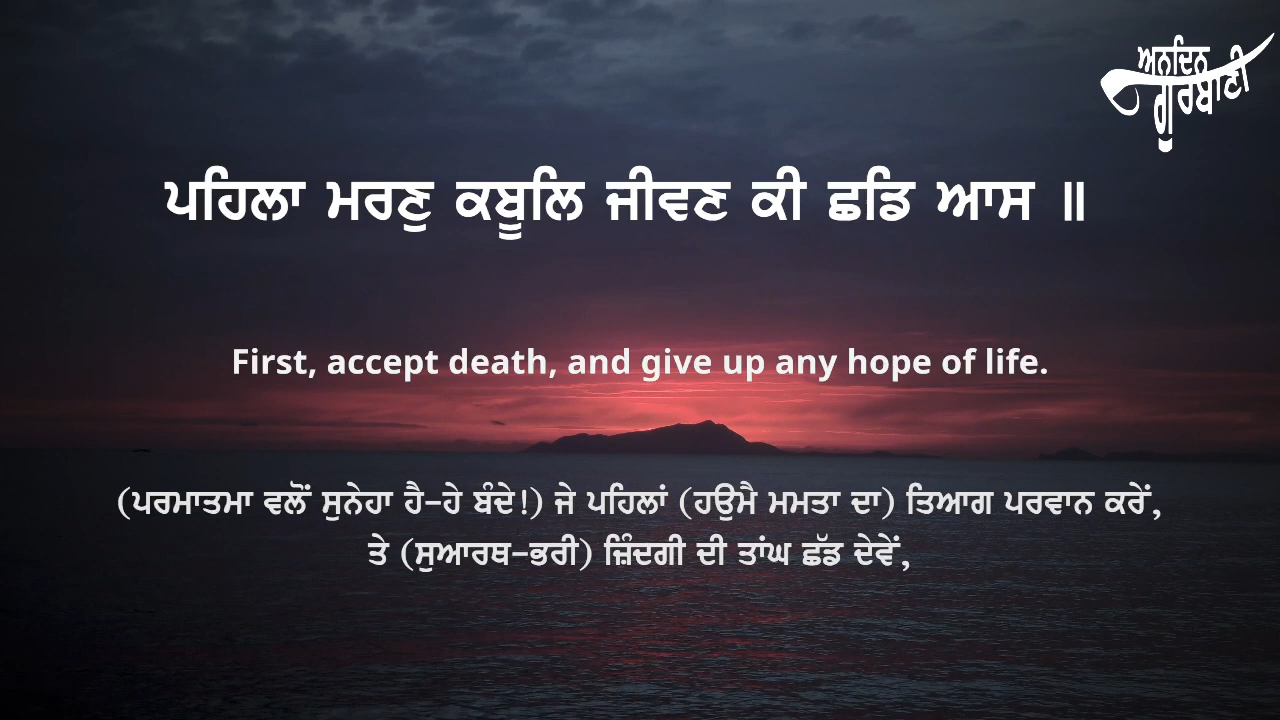 ਅਨਦਿਨ
ਗੁਰਬਾਣੀ
ਪਹਿਲਾ ਮਰਣੁ ਕਬੂਲਿ ਜੀਵਣ ਕੀ ਛਡਿ ਆਸ ॥
First, accept death, and give up any hope of life.
(ਪਰਮਾਤਮਾ ਵਲੋਂ ਸੁਨੇਹਾ ਹੈ-ਹੇ ਬੰਦੇ!) ਜੇ ਪਹਿਲਾਂ (ਹਉਮੈ ਮਮਤਾ ਦਾ) ਤਿਆਗ ਪਰਵਾਨ ਕਰੇਂ,
ਤੇ (ਸੁਆਰਥ-ਭਰੀ) ਜ਼ਿੰਦਗੀ ਦੀ ਤਾਂਘ ਛੱਡ ਦੇਵੇਂ,